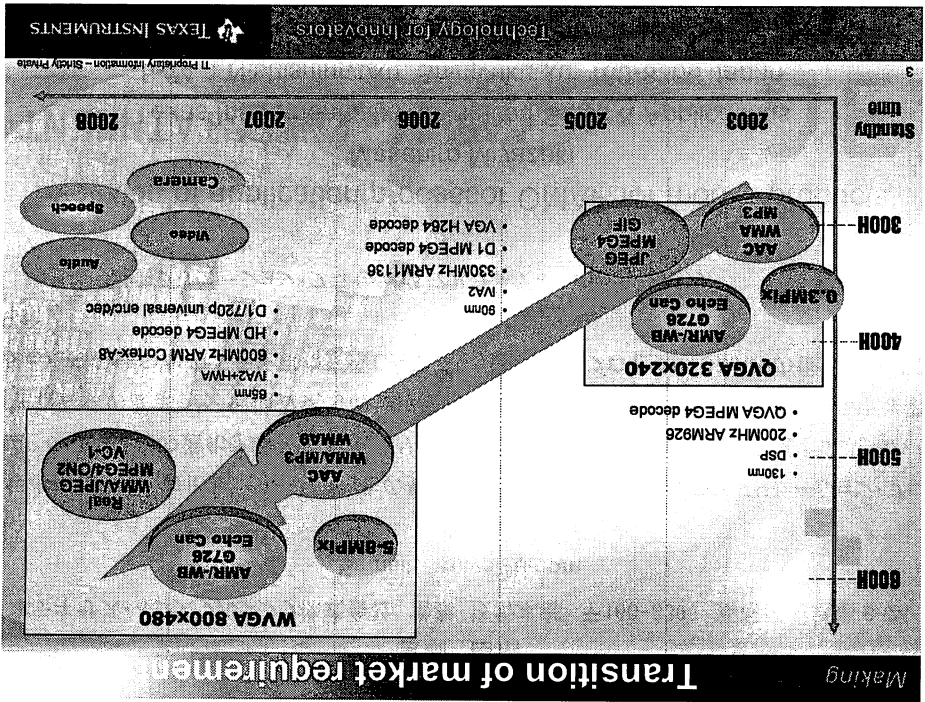 Making
Transition of market requirement
600H
500H
400H
300H
Standby
time
WVGA 800x480
AMR/-WB
G726
Echo Can
5-8MPix
AAC
WMA/MP3
WMA9
Real
WMA/JPEG
MPEG4/ON2
VC-1
• 130nm
• DSP
• 200MHz ARM926
• QVGA MPEG4 decode
QVGA 320x240
AMR/-WB
G726
Echo Can
0.3MPix
AAC
WMA
MP3
JPEG
MPEG4
GIF
• 90nm
• IVA2
• 330MHz ARM1136
• D1 MPEG4 decode
• VGA H264 decode
• 65nm
• IVA2+HWA
• 600MHz ARM Cortex-A8
• HD MPEG4 decode
• D1/720p universal enc/dec
Audio
Video
Speech
Camera
2003
2005
2006
2007
2008
3
TI Proprietary Information – Strictly Private
Technology for Innovators
TEXAS INSTRUMENTS